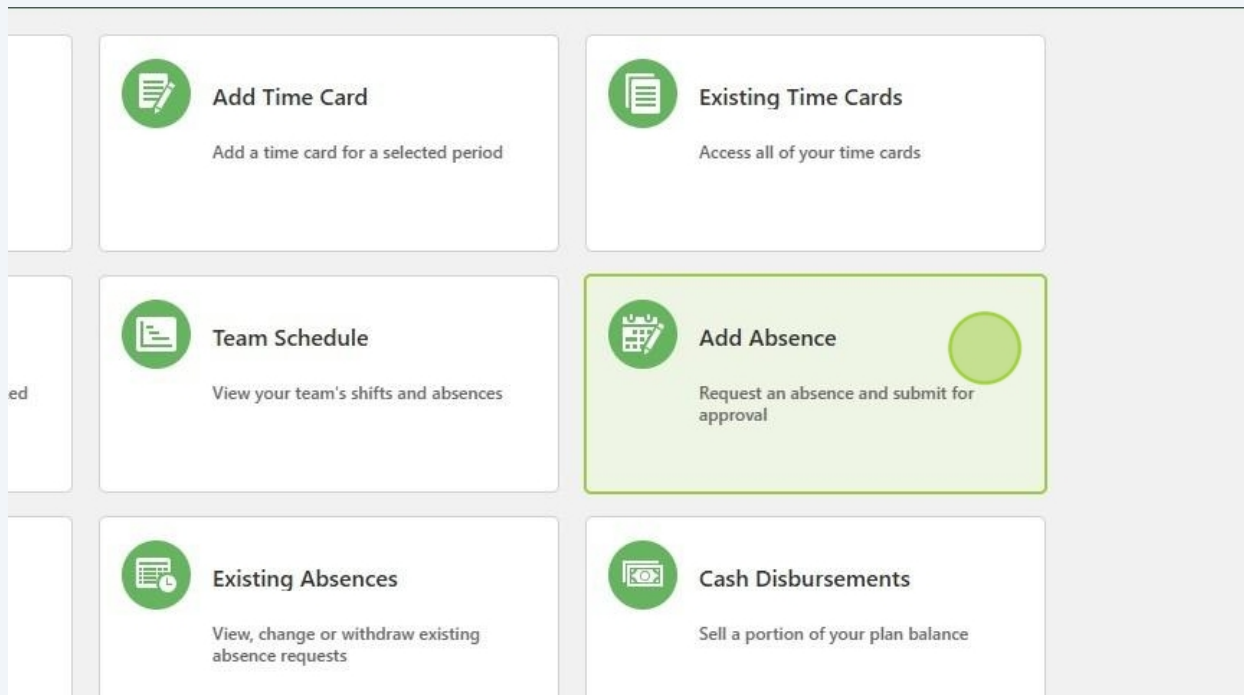 Add Time Card
Add a time card for a selected period
Existing Time Cards
Access all of your time cards
ed
Team Schedule
View your team's shifts and absences
Add Absence
Request an absence and submit for
approval
Existing Absences
View, change or withdraw existing
absence requests
Cash Disbursements
Sell a portion of your plan balance